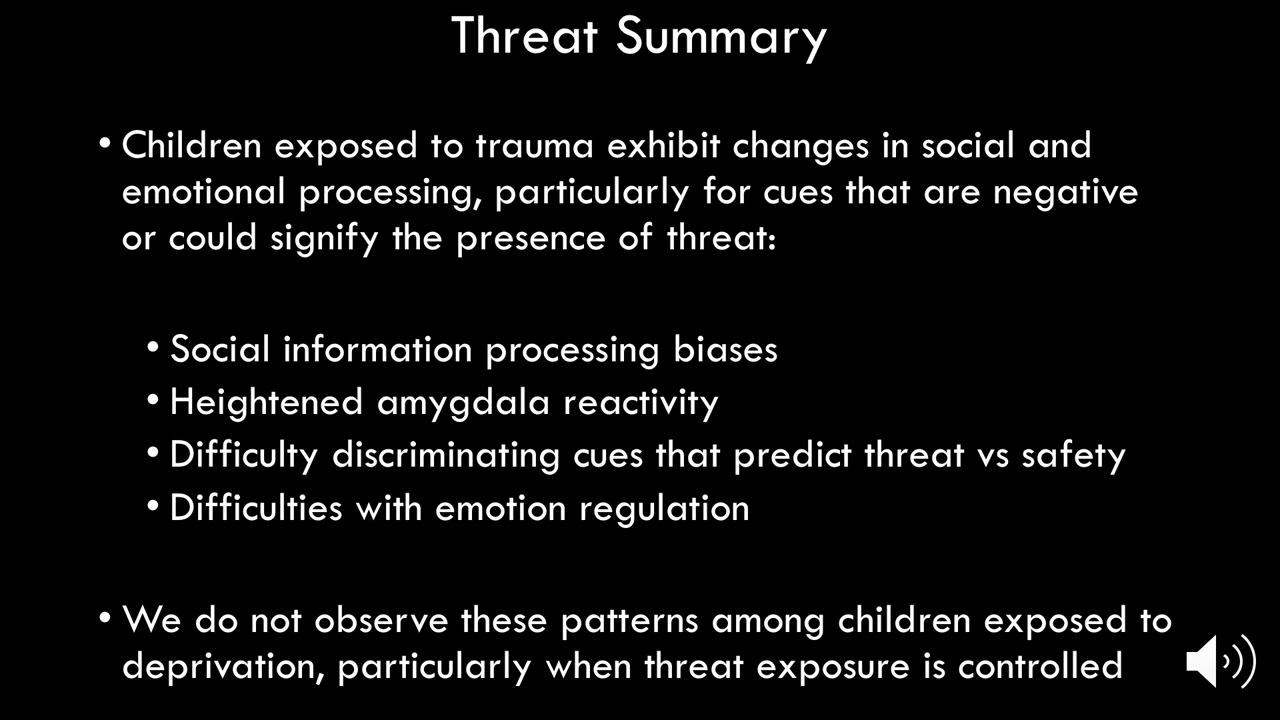 Threat Summary
• Children exposed to trauma exhibit changes in social and
emotional processing, particularly for cues that are negative
or could signify the presence of threat:
• Social information processing biases
• Heightened amygdala reactivity
• Difficulty discriminating cues that predict threat vs safety
• Difficulties with emotion regulation
• We do not observe these patterns among children exposed to
deprivation, particularly when threat exposure is controlled